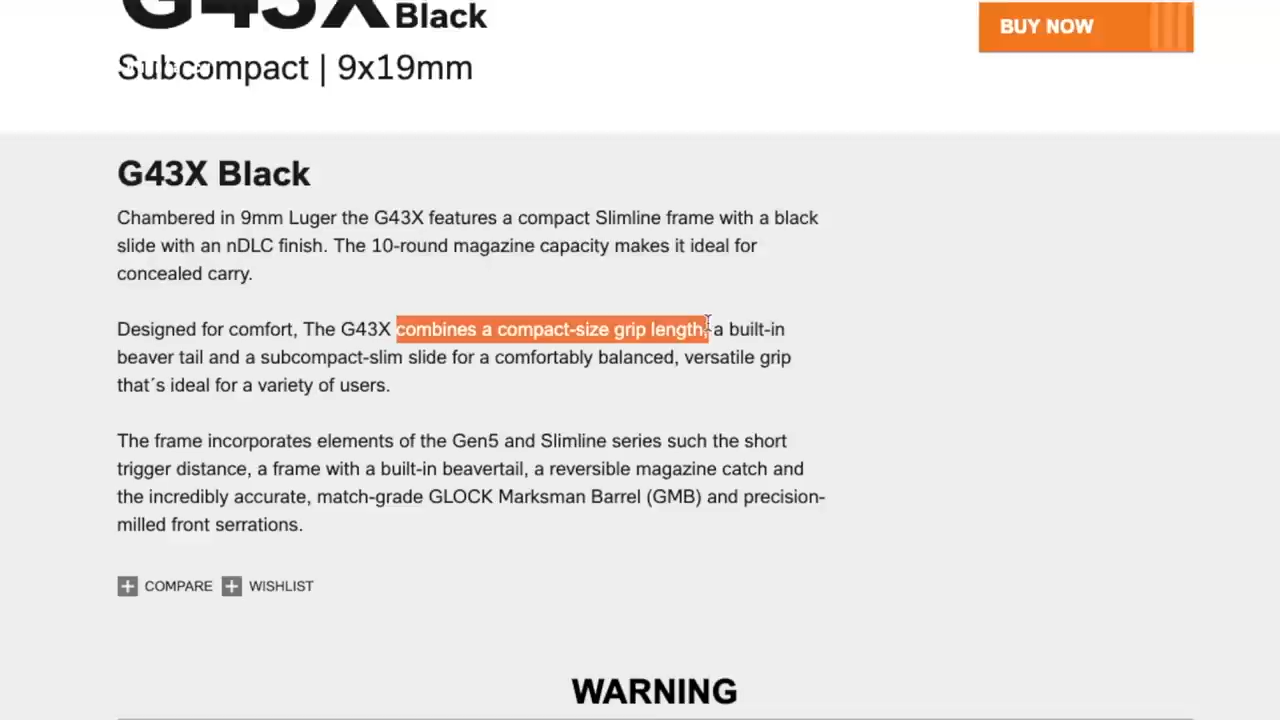 G43X Black
BUY NOW
Subcompact | 9x19mm
G43X Black
Chambered in 9mm Luger the G43X features a compact Slimline frame with a black
slide with an nDLC finish. The 10-round magazine capacity makes it ideal for
concealed carry.
Designed for comfort, The G43X combines a compact-size grip length, a built-in
beaver tail and a subcompact-slim slide for a comfortably balanced, versatile grip
that´s ideal for a variety of users.
The frame incorporates elements of the Gen5 and Slimline series such the short
trigger distance, a frame with a built-in beavertail, a reversible magazine catch and
the incredibly accurate, match-grade GLOCK Marksman Barrel (GMB) and precision-
milled front serrations.
COMPARE
WISHLIST
WARNING